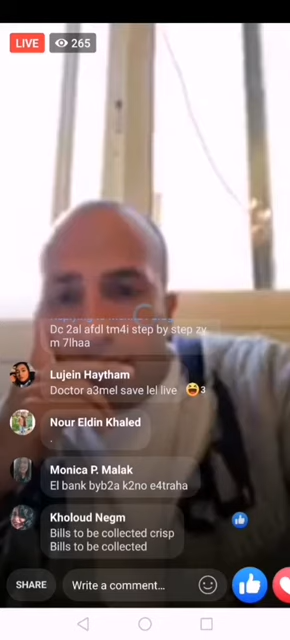 LIVE
265
Dc 2al afdl tm4i step by step zy
m 7lhaa
Lujein Haytham
Doctor a3mel save lel live
3
Nour Eldin Khaled
.
Monica P. Malak
El bank byb2a k2no e4traha
Kholoud Negm
Bills to be collected crisp
Bills to be collected
SHARE
Write a comment...